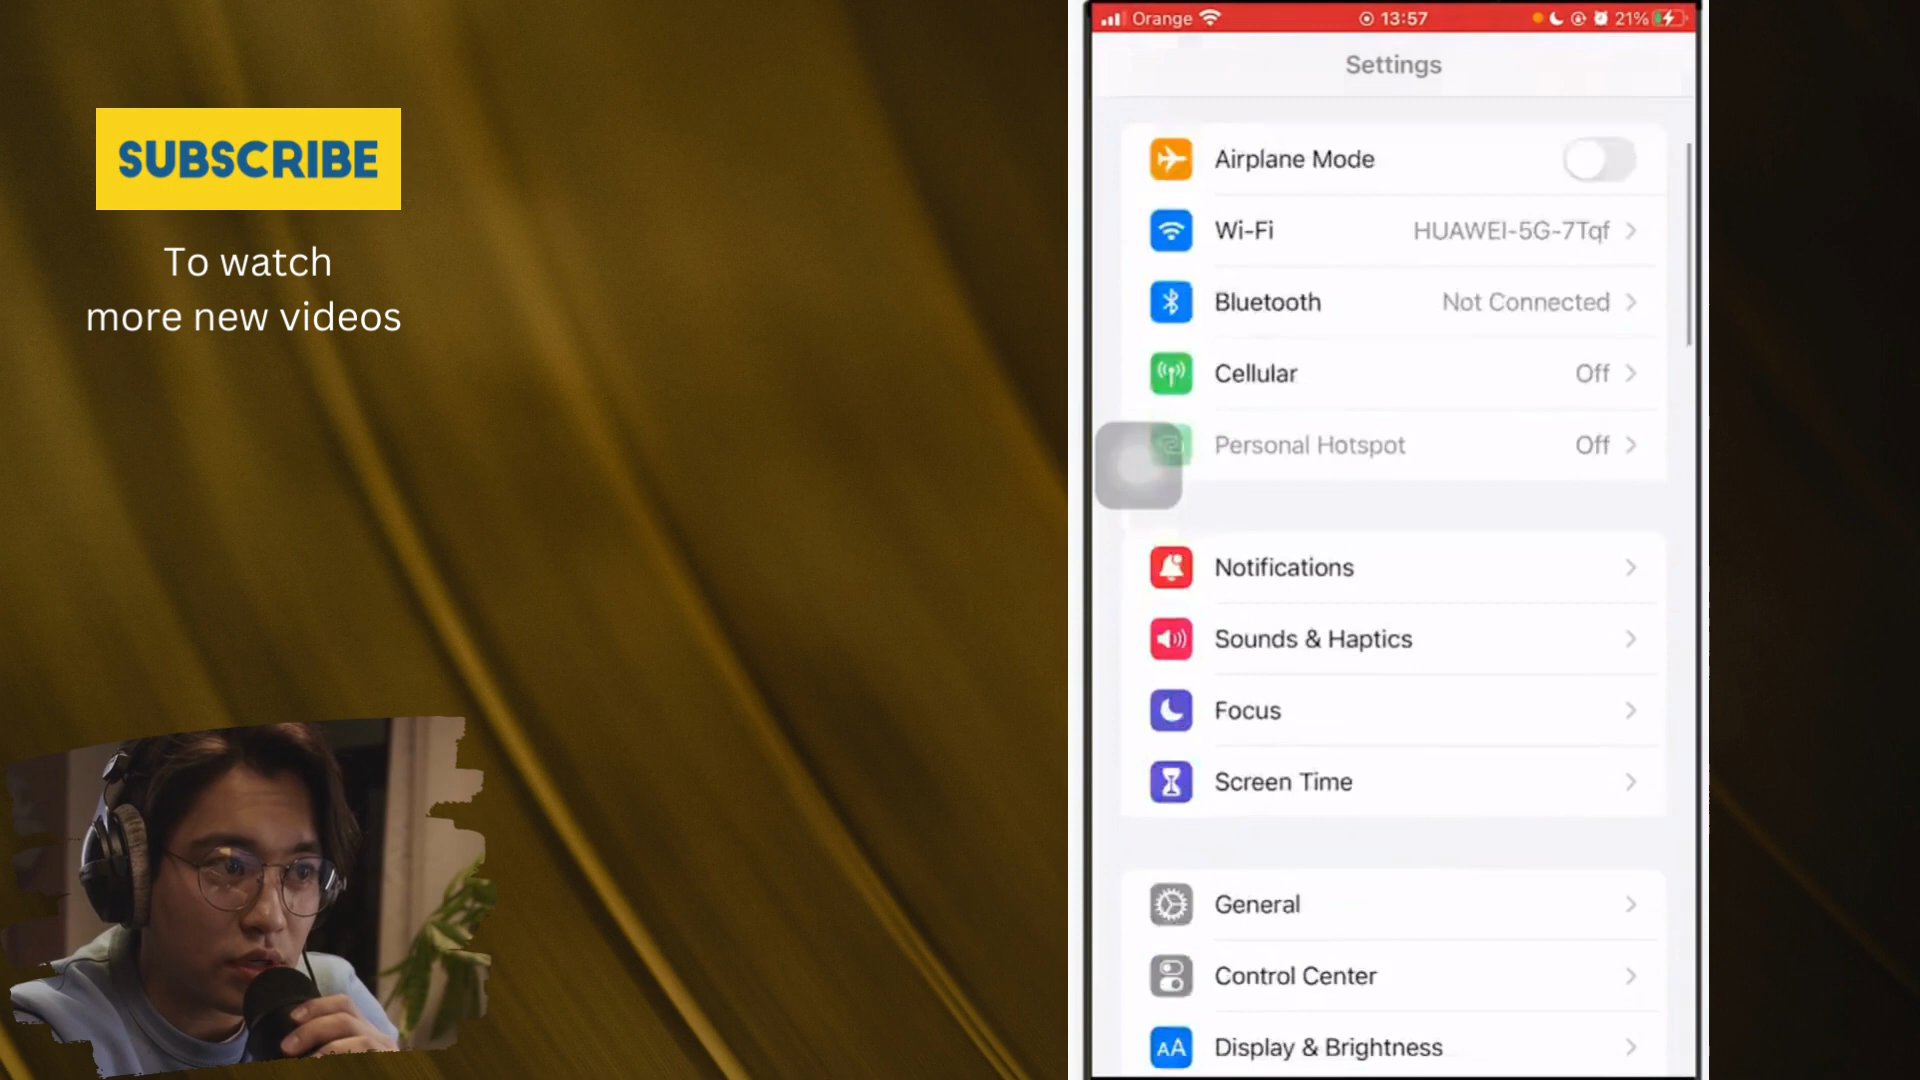 SUBSCRIBE
To watch
more new videos
Orange 13:57 21%
Settings
Airplane Mode
Wi-Fi HUAWEI-5G-7Tqf
Bluetooth Not Connected
Cellular Off
Personal Hotspot Off
Notifications
Sounds & Haptics
Focus
Screen Time
General
Control Center
AA Display & Brightness